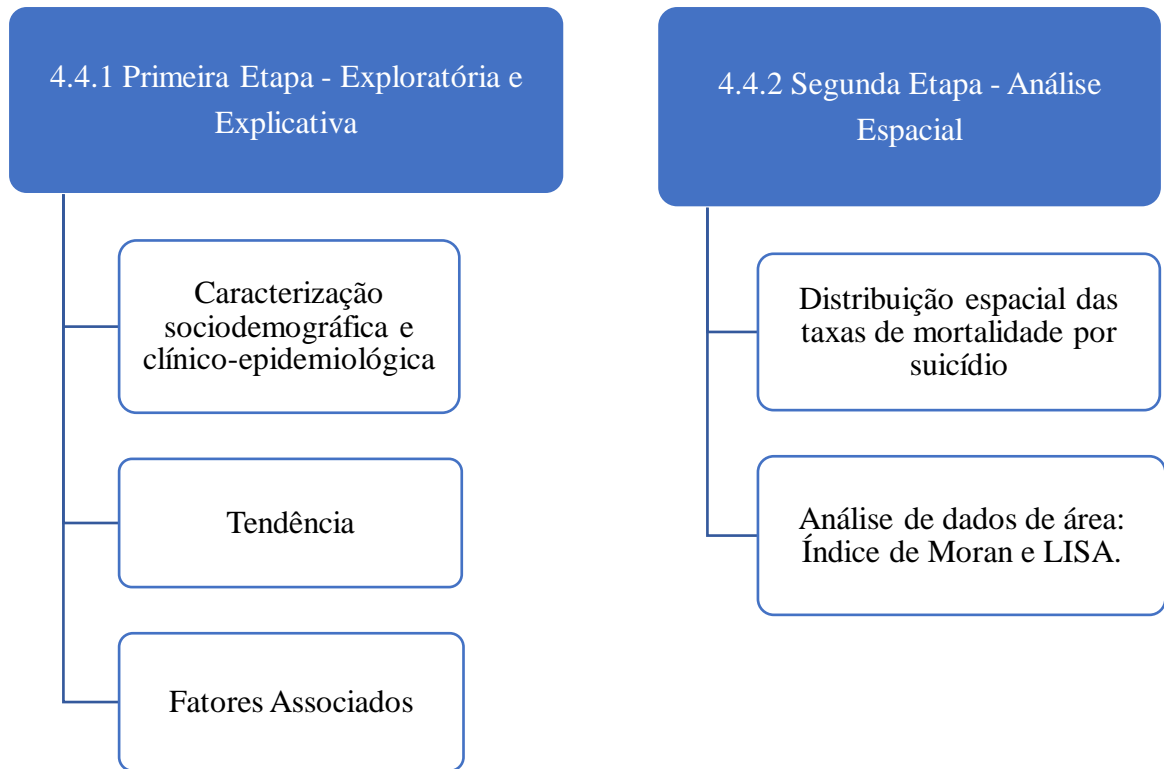 4.4.1 Primeira Etapa - Exploratória e
Explicativa
Caracterização
sociodemográfica e
clínico-epidemiológica
Tendência
Fatores Associados
4.4.2 Segunda Etapa - Análise
Espacial
Distribuição espacial das
taxas de mortalidade por
suicídio
Análise de dados de área:
Índice de Moran e LISA.